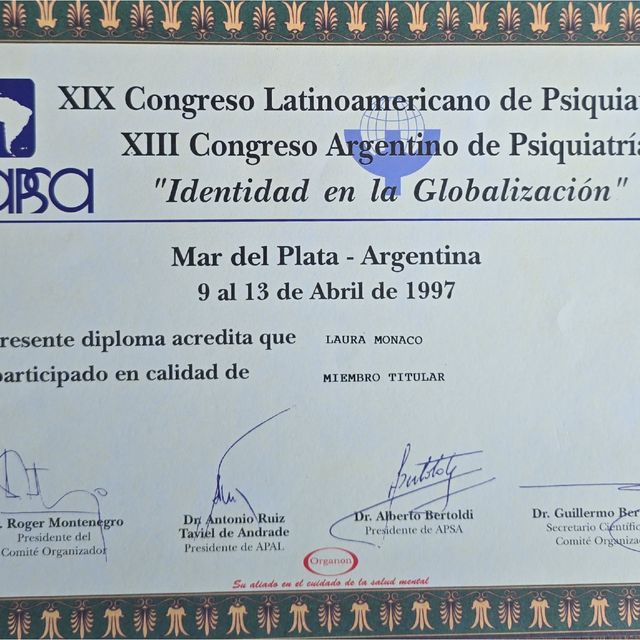 XIX Congreso Latinoamericano de Psiquia
XIII Congreso Argentino de Psiquiatría
APSA
"Identidad en la Globalización"
Mar del Plata - Argentina
9 al 13 de Abril de 1997
resente diploma acredita que LAURA MONACO
participado en calidad de MIEMBRO TITULAR
Bertoldi
. Roger Montenegro
Presidente del
Comité Organizador
Dr. Antonio Ruiz
Taviel de Andrade
Presidente de APAL
Dr. Alberto Bertoldi
Presidente de APSA
Dr. Guillermo Ber
Secretario Científic
Comité Organiza
Organon
Su aliado en el cuidado de la salud mental